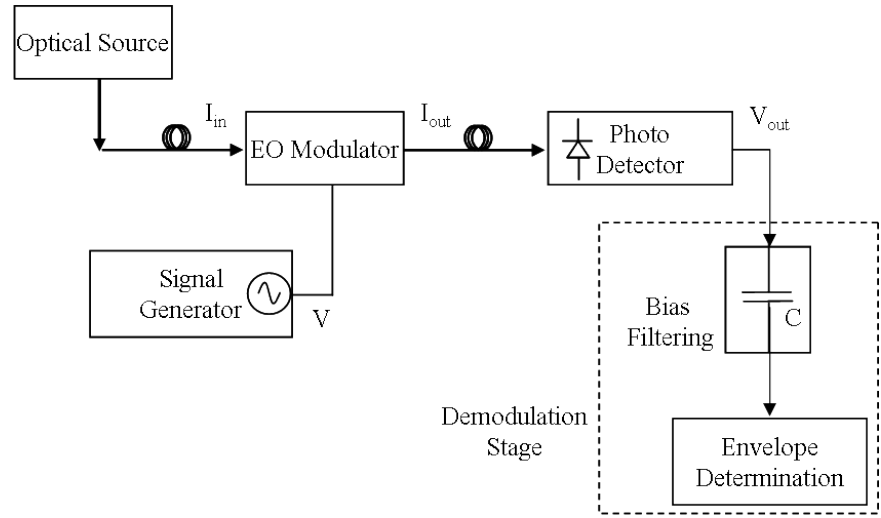 Optical Source
I_in
EO Modulator
I_out
Photo
Detector
V_out
Signal
Generator
V
Bias
Filtering
C
Demodulation
Stage
Envelope
Determination